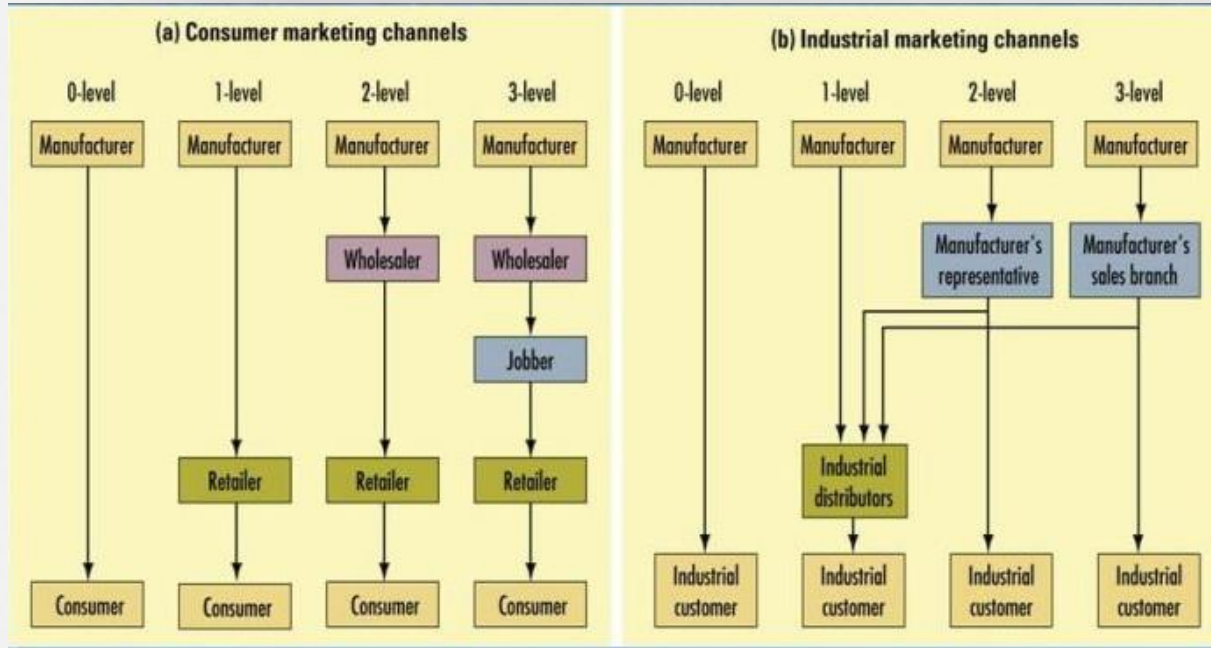 (a) Consumer marketing channels
0-level 1-level 2-level 3-level
Manufacturer Manufacturer Manufacturer Manufacturer
Wholesaler Wholesaler
Jobber
Retailer Retailer Retailer
Consumer Consumer Consumer Consumer
(b) Industrial marketing channels
0-level 1-level 2-level 3-level
Manufacturer Manufacturer Manufacturer Manufacturer
Manufacturer's Manufacturer's
representative sales branch
Industrial
distributors
Industrial Industrial Industrial Industrial
customer customer customer customer